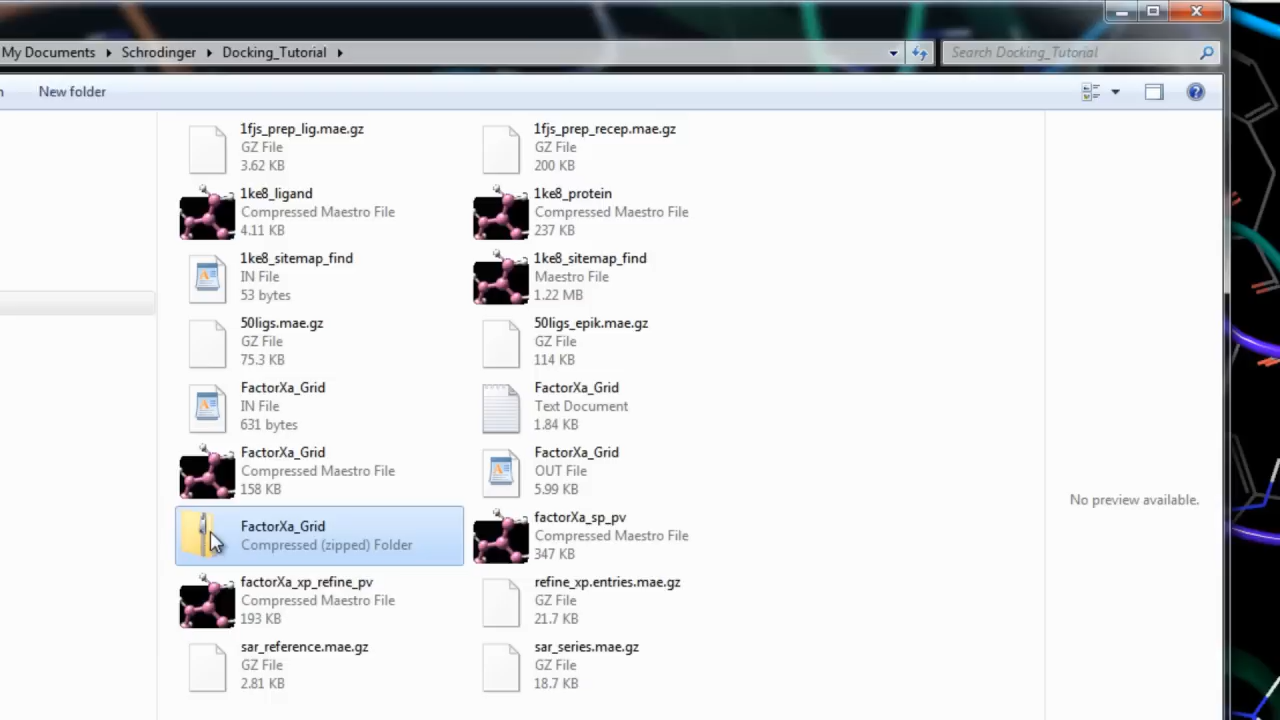 My Documents Schrodinger Docking_Tutorial
Search Docking_Tutorial
New folder
1fjs_prep_lig.mae.gz
GZ File
3.62 KB
1fjs_prep_recep.mae.gz
GZ File
200 KB
1ke8_ligand
Compressed Maestro File
4.11 KB
1ke8_protein
Compressed Maestro File
237 KB
1ke8_sitemap_find
IN File
53 bytes
1ke8_sitemap_find
Maestro File
1.22 MB
50ligs.mae.gz
GZ File
75.3 KB
50ligs_epik.mae.gz
GZ File
114 KB
FactorXa_Grid
IN File
631 bytes
FactorXa_Grid
Text Document
1.84 KB
FactorXa_Grid
Compressed Maestro File
158 KB
FactorXa_Grid
OUT File
5.99 KB
FactorXa_Grid
Compressed (zipped) Folder
factorXa_sp_pv
Compressed Maestro File
347 KB
factorXa_xp_refine_pv
Compressed Maestro File
193 KB
refine_xp.entries.mae.gz
GZ File
21.7 KB
sar_reference.mae.gz
GZ File
2.81 KB
sar_series.mae.gz
GZ File
18.7 KB
No preview available.